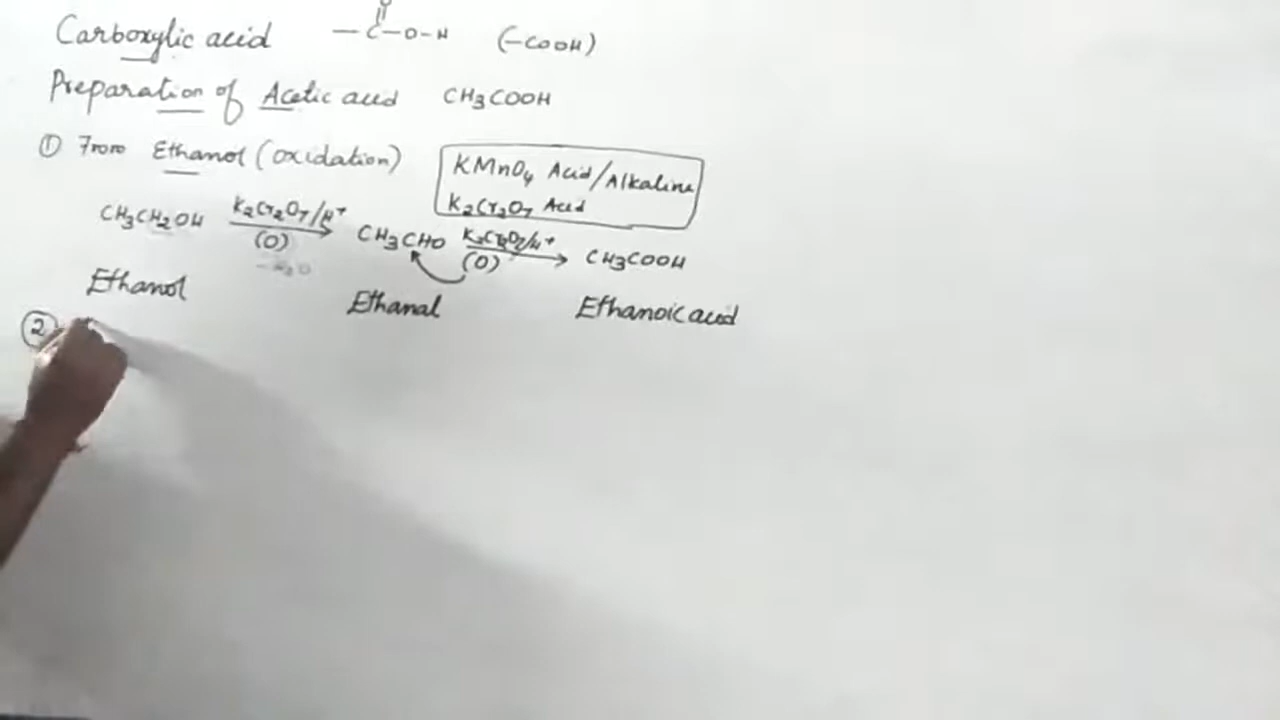 Carboxylic acid —C–O–H (–COOH)
Preparation of Acetic acid CH3COOH
① From Ethanol (oxidation)
KMnO4 Acid/Alkaline
K2Cr2O7 Acid
CH3CH2OH K2Cr2O7/H+ (O) → CH3CHO K2Cr2O7/H+ (O) → CH3COOH
-H2O
Ethanol Ethanal Ethanoic acid
②